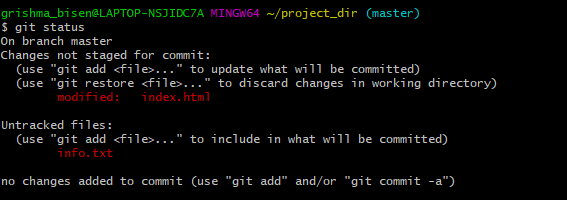 grishma_bisen@LAPTOP-NSJIDC7A MINGW64 ~/project_dir (master)
$ git status
On branch master
Changes not staged for commit:
  (use "git add <file>..." to update what will be committed)
  (use "git restore <file>..." to discard changes in working directory)
        modified:   index.html

Untracked files:
  (use "git add <file>..." to include in what will be committed)
        info.txt

no changes added to commit (use "git add" and/or "git commit -a")